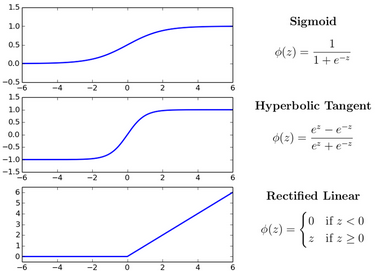 1.5
1.0
0.5
0.0
−0.5
−6 −4 −2 0 2 4 6
Sigmoid
ϕ(z) = 1 / (1 + e^{−z})
1.5
1.0
0.5
0.0
−0.5
−1.0
−1.5
−6 −4 −2 0 2 4 6
Hyperbolic Tangent
ϕ(z) = (e^z − e^{−z}) / (e^z + e^{−z})
6
5
4
3
2
1
0
−6 −4 −2 0 2 4 6
Rectified Linear
ϕ(z) = { 0 if z < 0
z if z ≥ 0